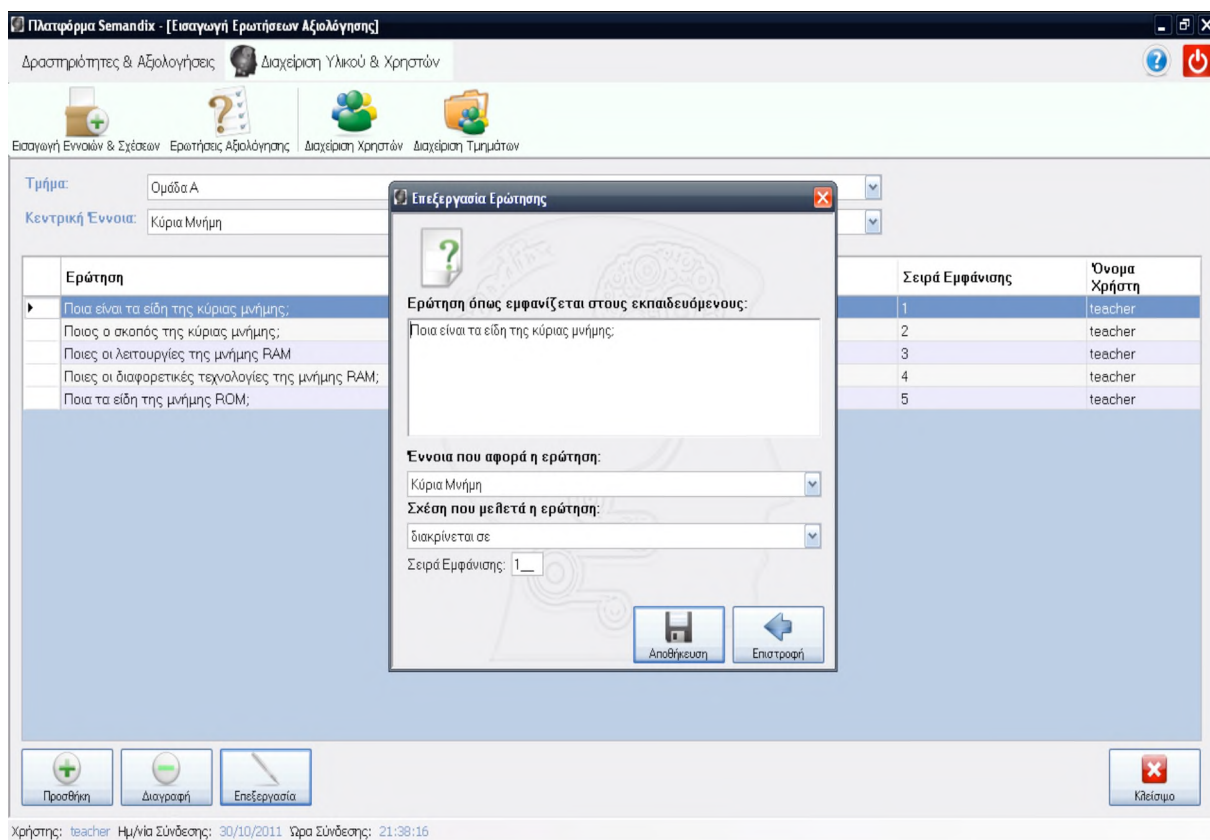 Πλατφόρμα Semandix - [Εισαγωγή Ερωτήσεων Αξιολόγησης]
Δραστηριότητες & Αξιολογήσεις Διαχείριση Υλικού & Χρηστών
Εισαγωγή Εννοιών & Σχέσεων Ερωτήσεις Αξιολόγησης Διαχείριση Χρηστών Διαχείριση Τμημάτων
Τμήμα: Ομάδα Α
Κεντρική Έννοια: Κύρια Μνήμη
Ερώτηση Σειρά Εμφάνισης Όνομα Χρήστη
Ποια είναι τα είδη της κύριας μνήμης; 1 teacher
Ποιος ο σκοπός της κύριας μνήμης; 2 teacher
Ποιες οι λειτουργίες της μνήμης RAM 3 teacher
Ποιες οι διαφορετικές τεχνολογίες της μνήμης RAM; 4 teacher
Ποια τα είδη της μνήμης ROM; 5 teacher
Επεξεργασία Ερώτησης
Ερώτηση όπως εμφανίζεται στους εκπαιδευόμενους:
Ποια είναι τα είδη της κύριας μνήμης;
Έννοια που αφορά η ερώτηση:
Κύρια Μνήμη
Σχέση που μελετά η ερώτηση:
διακρίνεται σε
Σειρά Εμφάνισης: 1__
Αποθήκευση Επιστροφή
Προσθήκη Διαγραφή Επεξεργασία Κλείσιμο
Χρήστης: teacher Ημ/νία Σύνδεσης: 30/10/2011 Ώρα Σύνδεσης: 21:38:16